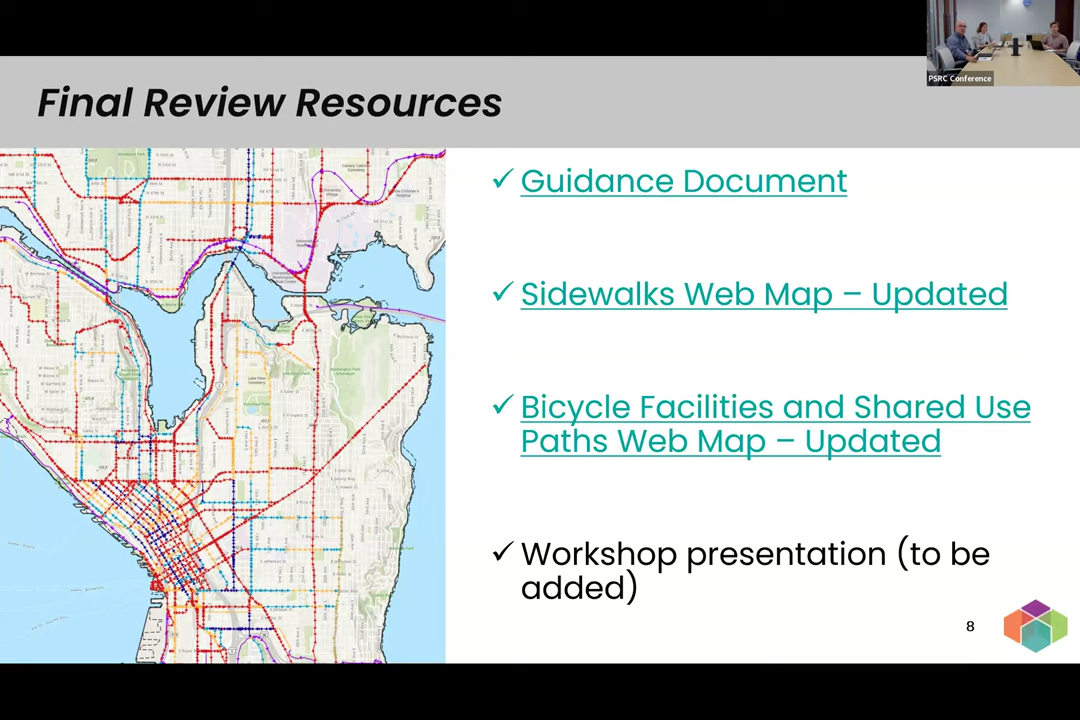 PSRC Conference
Final Review Resources
✓ Guidance Document
✓ Sidewalks Web Map – Updated
✓ Bicycle Facilities and Shared Use
Paths Web Map – Updated
✓ Workshop presentation (to be
added)
8